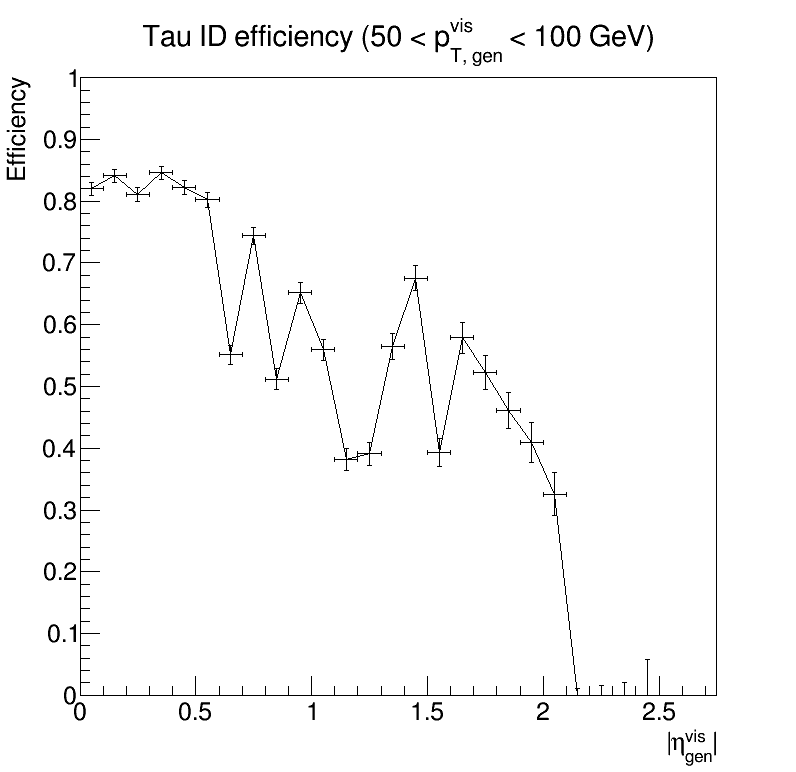 Tau ID efficiency (50 < p^vis_T, gen < 100 GeV)
Efficiency
1
0.9
0.8
0.7
0.6
0.5
0.4
0.3
0.2
0.1
0
0 0.5 1 1.5 2 2.5
|η^vis_gen|